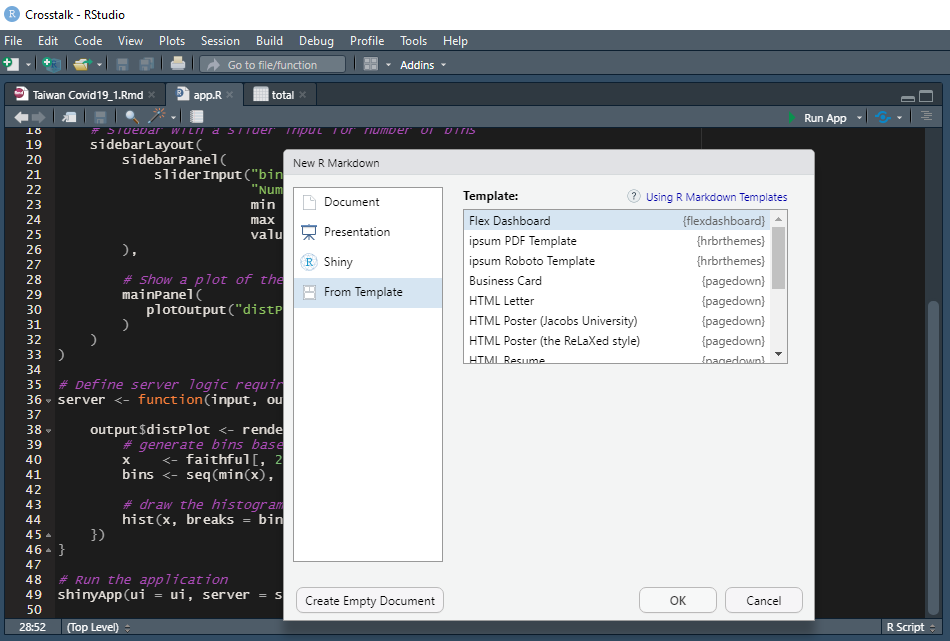 Crosstalk - RStudio
File Edit Code View Plots Session Build Debug Profile Tools Help
Go to file/function Addins
Taiwan Covid19_1.Rmd app.R total
Run App
18 # Sidebar with a slider input for number of bins
19 sidebarLayout(
20 sidebarPanel(
21 sliderInput("bin
22 "Num
23 min
24 max
25 valu
26 ),
27
28 # Show a plot of the
29 mainPanel(
30 plotOutput("distP
31 )
32 )
33 )
34
35 # Define server logic requir
36 server <- function(input, ou
37
38 output$distPlot <- rende
39 # generate bins base
40 x <- faithful[, 2
41 bins <- seq(min(x),
42
43 # draw the histogram
44 hist(x, breaks = bin
45 })
46 }
47
48 # Run the application
49 shinyApp(ui = ui, server = s
50
28:52 (Top Level) R Script
New R Markdown
Document
Presentation
R Shiny
From Template
Template: ? Using R Markdown Templates
Flex Dashboard {flexdashboard}
ipsum PDF Template {hrbrthemes}
ipsum Roboto Template {hrbrthemes}
Business Card {pagedown}
HTML Letter {pagedown}
HTML Poster (Jacobs University) {pagedown}
HTML Poster (the ReLaXed style) {pagedown}
HTML Resume {pagedown}
Create Empty Document OK Cancel